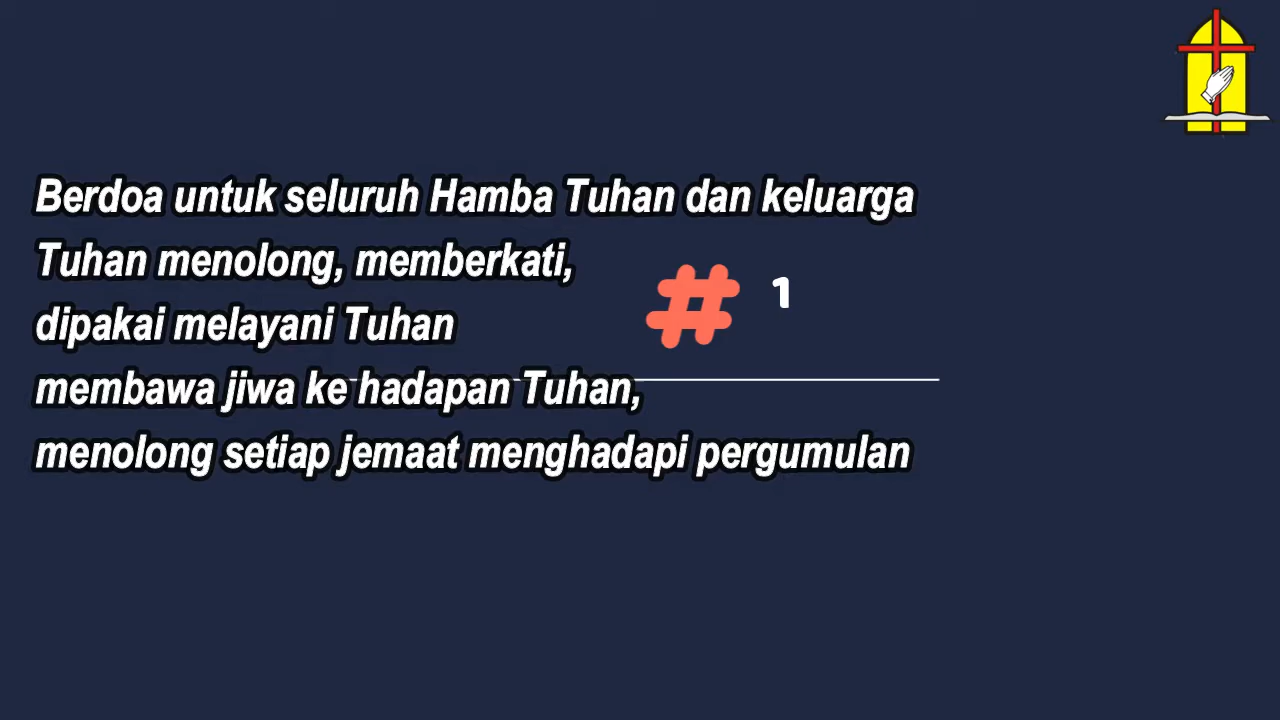 Berdoa untuk seluruh Hamba Tuhan dan keluarga
Tuhan menolong, memberkati,
# 1
dipakai melayani Tuhan
membawa jiwa ke hadapan Tuhan,
menolong setiap jemaat menghadapi pergumulan